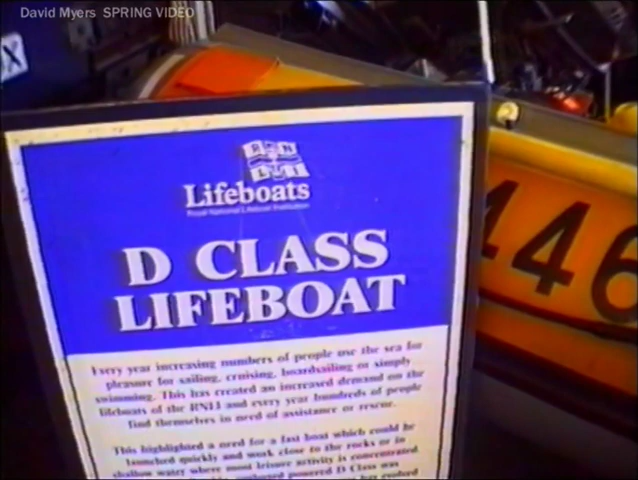 David Myers SPRING VIDEO
X
R N
L I
Lifeboats
Royal National Lifeboat Institution
D CLASS
LIFEBOAT
446
Every year increasing numbers of people use the sea for
pleasure for sailing, cruising, boardsailing or simply
swimming. This has created an increased demand on the
lifeboats of the RNLI and every year hundreds of people
find themselves in need of assistance or rescue.
This highlighted a need for a fast boat which could be
launched quickly and work close to the rocks or in
shallow water where most leisure activity is concentrated
powered D Class was